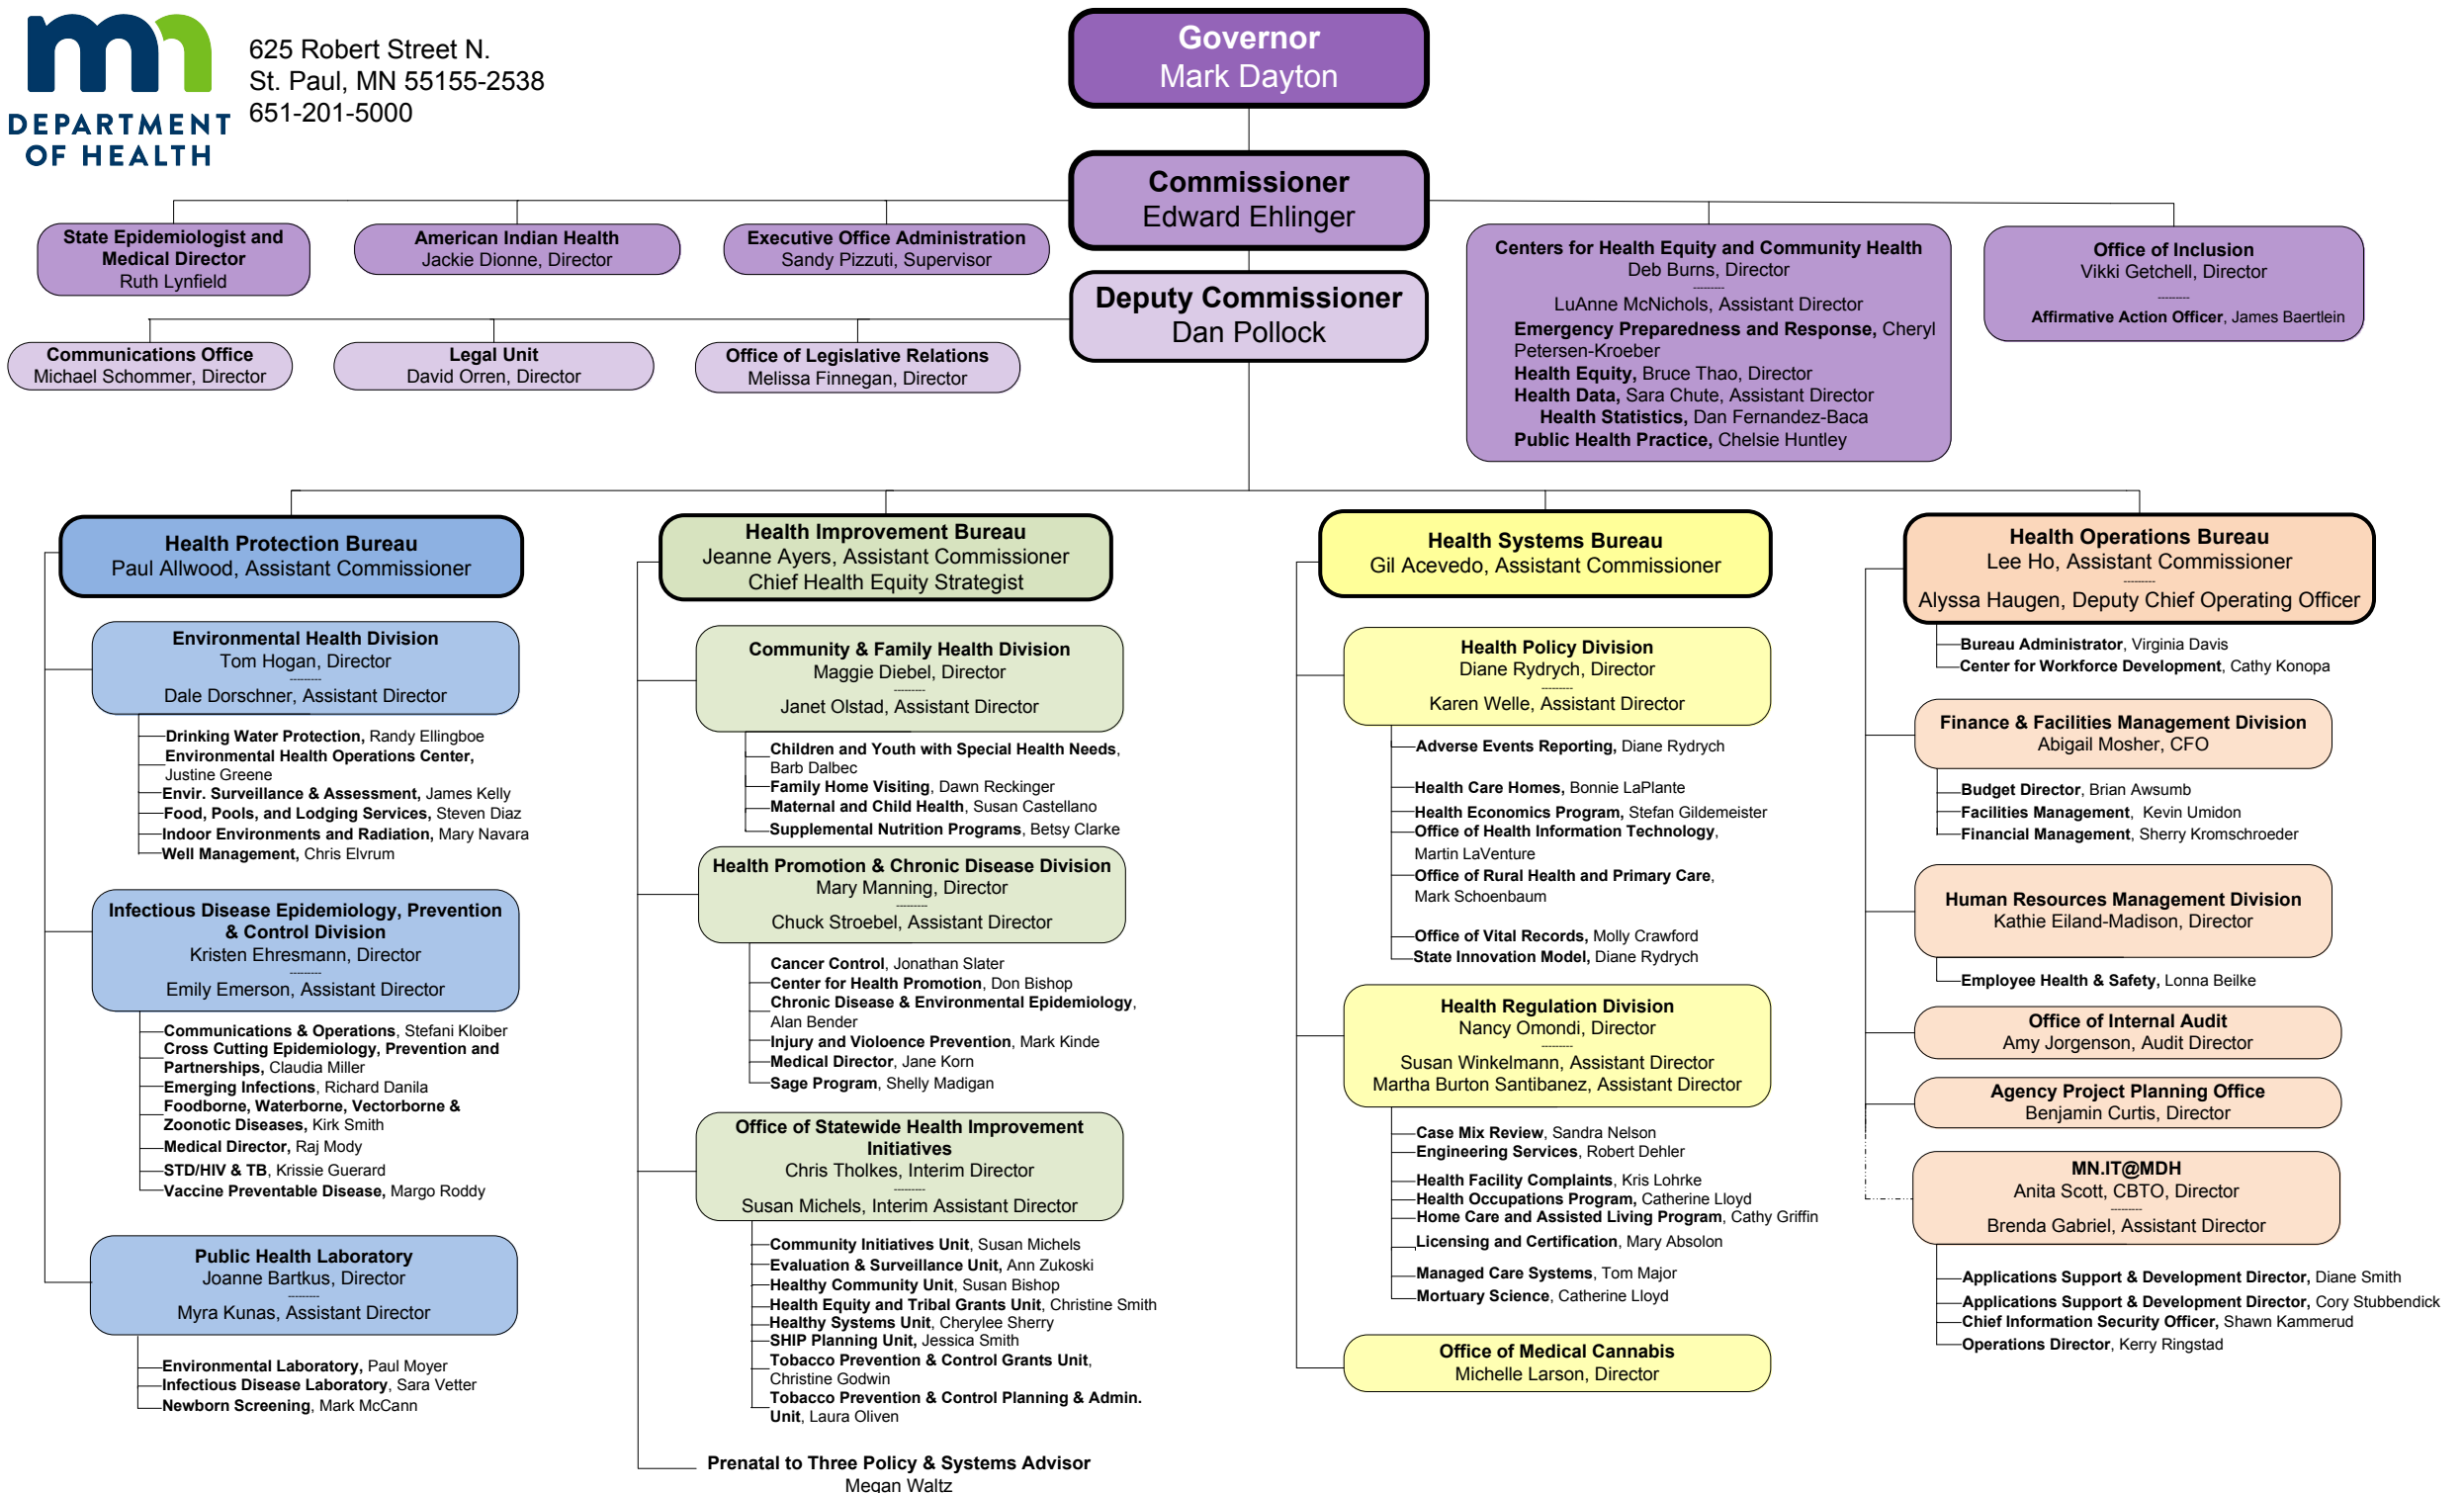 DEPARTMENT
OF HEALTH
625 Robert Street N.
St. Paul, MN 55155-2538
651-201-5000
Governor
Mark Dayton
Commissioner
Edward Ehlinger
State Epidemiologist and
Medical Director
Ruth Lynfield
American Indian Health
Jackie Dionne, Director
Executive Office Administration
Sandy Pizzuti, Supervisor
Centers for Health Equity and Community Health
Deb Burns, Director
---------
LuAnne McNichols, Assistant Director
Emergency Preparedness and Response, Cheryl
Petersen-Kroeber
Health Equity, Bruce Thao, Director
Health Data, Sara Chute, Assistant Director
Health Statistics, Dan Fernandez-Baca
Public Health Practice, Chelsie Huntley
Office of Inclusion
Vikki Getchell, Director
---------
Affirmative Action Officer, James Baertlein
Deputy Commissioner
Dan Pollock
Communications Office
Michael Schommer, Director
Legal Unit
David Orren, Director
Office of Legislative Relations
Melissa Finnegan, Director
Health Protection Bureau
Paul Allwood, Assistant Commissioner
Environmental Health Division
Tom Hogan, Director
---------
Dale Dorschner, Assistant Director
Drinking Water Protection, Randy Ellingboe
Environmental Health Operations Center,
Justine Greene
Envir. Surveillance & Assessment, James Kelly
Food, Pools, and Lodging Services, Steven Diaz
Indoor Environments and Radiation, Mary Navara
Well Management, Chris Elvrum
Infectious Disease Epidemiology, Prevention
& Control Division
Kristen Ehresmann, Director
---------
Emily Emerson, Assistant Director
Communications & Operations, Stefani Kloiber
Cross Cutting Epidemiology, Prevention and
Partnerships, Claudia Miller
Emerging Infections, Richard Danila
Foodborne, Waterborne, Vectorborne &
Zoonotic Diseases, Kirk Smith
Medical Director, Raj Mody
STD/HIV & TB, Krissie Guerard
Vaccine Preventable Disease, Margo Roddy
Public Health Laboratory
Joanne Bartkus, Director
---------
Myra Kunas, Assistant Director
Environmental Laboratory, Paul Moyer
Infectious Disease Laboratory, Sara Vetter
Newborn Screening, Mark McCann
Health Improvement Bureau
Jeanne Ayers, Assistant Commissioner
Chief Health Equity Strategist
Community & Family Health Division
Maggie Diebel, Director
---------
Janet Olstad, Assistant Director
Children and Youth with Special Health Needs,
Barb Dalbec
Family Home Visiting, Dawn Reckinger
Maternal and Child Health, Susan Castellano
Supplemental Nutrition Programs, Betsy Clarke
Health Promotion & Chronic Disease Division
Mary Manning, Director
---------
Chuck Stroebel, Assistant Director
Cancer Control, Jonathan Slater
Center for Health Promotion, Don Bishop
Chronic Disease & Environmental Epidemiology,
Alan Bender
Injury and Violoence Prevention, Mark Kinde
Medical Director, Jane Korn
Sage Program, Shelly Madigan
Office of Statewide Health Improvement
Initiatives
Chris Tholkes, Interim Director
---------
Susan Michels, Interim Assistant Director
Community Initiatives Unit, Susan Michels
Evaluation & Surveillance Unit, Ann Zukoski
Healthy Community Unit, Susan Bishop
Health Equity and Tribal Grants Unit, Christine Smith
Healthy Systems Unit, Cherylee Sherry
SHIP Planning Unit, Jessica Smith
Tobacco Prevention & Control Grants Unit,
Christine Godwin
Tobacco Prevention & Control Planning & Admin.
Unit, Laura Oliven
Prenatal to Three Policy & Systems Advisor
Megan Waltz
Health Systems Bureau
Gil Acevedo, Assistant Commissioner
Health Policy Division
Diane Rydrych, Director
---------
Karen Welle, Assistant Director
Adverse Events Reporting, Diane Rydrych
Health Care Homes, Bonnie LaPlante
Health Economics Program, Stefan Gildemeister
Office of Health Information Technology,
Martin LaVenture
Office of Rural Health and Primary Care,
Mark Schoenbaum
Office of Vital Records, Molly Crawford
State Innovation Model, Diane Rydrych
Health Regulation Division
Nancy Omondi, Director
---------
Susan Winkelmann, Assistant Director
Martha Burton Santibanez, Assistant Director
Case Mix Review, Sandra Nelson
Engineering Services, Robert Dehler
Health Facility Complaints, Kris Lohrke
Health Occupations Program, Catherine Lloyd
Home Care and Assisted Living Program, Cathy Griffin
Licensing and Certification, Mary Absolon
Managed Care Systems, Tom Major
Mortuary Science, Catherine Lloyd
Office of Medical Cannabis
Michelle Larson, Director
Health Operations Bureau
Lee Ho, Assistant Commissioner
---------
Alyssa Haugen, Deputy Chief Operating Officer
Bureau Administrator, Virginia Davis
Center for Workforce Development, Cathy Konopa
Finance & Facilities Management Division
Abigail Mosher, CFO
Budget Director, Brian Awsumb
Facilities Management, Kevin Umidon
Financial Management, Sherry Kromschroeder
Human Resources Management Division
Kathie Eiland-Madison, Director
Employee Health & Safety, Lonna Beilke
Office of Internal Audit
Amy Jorgenson, Audit Director
Agency Project Planning Office
Benjamin Curtis, Director
MN.IT@MDH
Anita Scott, CBTO, Director
---------
Brenda Gabriel, Assistant Director
Applications Support & Development Director, Diane Smith
Applications Support & Development Director, Cory Stubbendick
Chief Information Security Officer, Shawn Kammerud
Operations Director, Kerry Ringstad